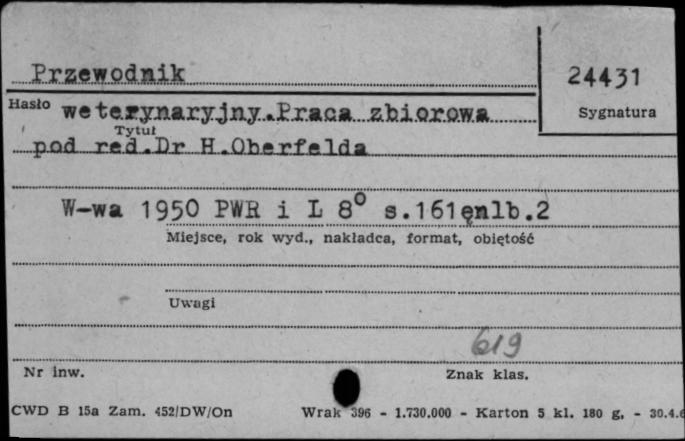 Przewodnik
24431
Hasło
weterynaryjny.Praca zbiorowa
Sygnatura
Tytuł
pod red.Dr H.Oberfelda
W-wa 1950 PWR i L 8° s.161ęnlb.2
Miejsce, rok wyd., nakładca, format, objętość
Uwagi
619
Nr inw.
Znak klas.
CWD B 15a Zam. 452/DW/On
Wrak 396 - 1.730.000 - Karton 5 kl. 180 g. - 30.4.6